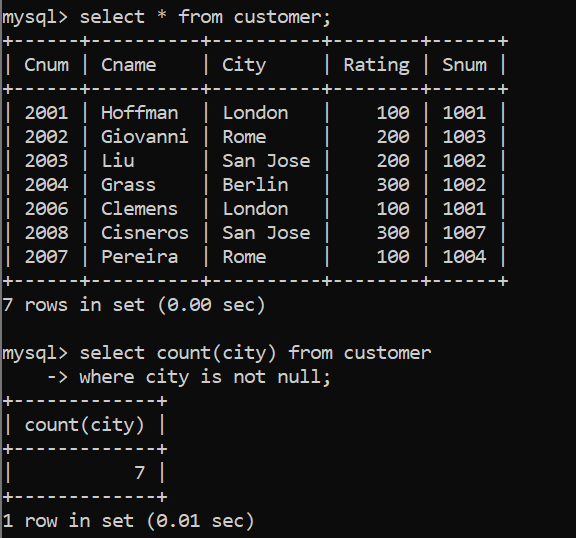 mysql> select * from customer;
+------+----------+----------+--------+------+
| Cnum | Cname    | City     | Rating | Snum |
+------+----------+----------+--------+------+
| 2001 | Hoffman  | London   |    100 | 1001 |
| 2002 | Giovanni | Rome     |    200 | 1003 |
| 2003 | Liu      | San Jose |    200 | 1002 |
| 2004 | Grass    | Berlin   |    300 | 1002 |
| 2006 | Clemens  | London   |    100 | 1001 |
| 2008 | Cisneros | San Jose |    300 | 1007 |
| 2007 | Pereira  | Rome     |    100 | 1004 |
+------+----------+----------+--------+------+
7 rows in set (0.00 sec)
mysql> select count(city) from customer
    -> where city is not null;
+-------------+
| count(city) |
+-------------+
|           7 |
+-------------+
1 row in set (0.01 sec)